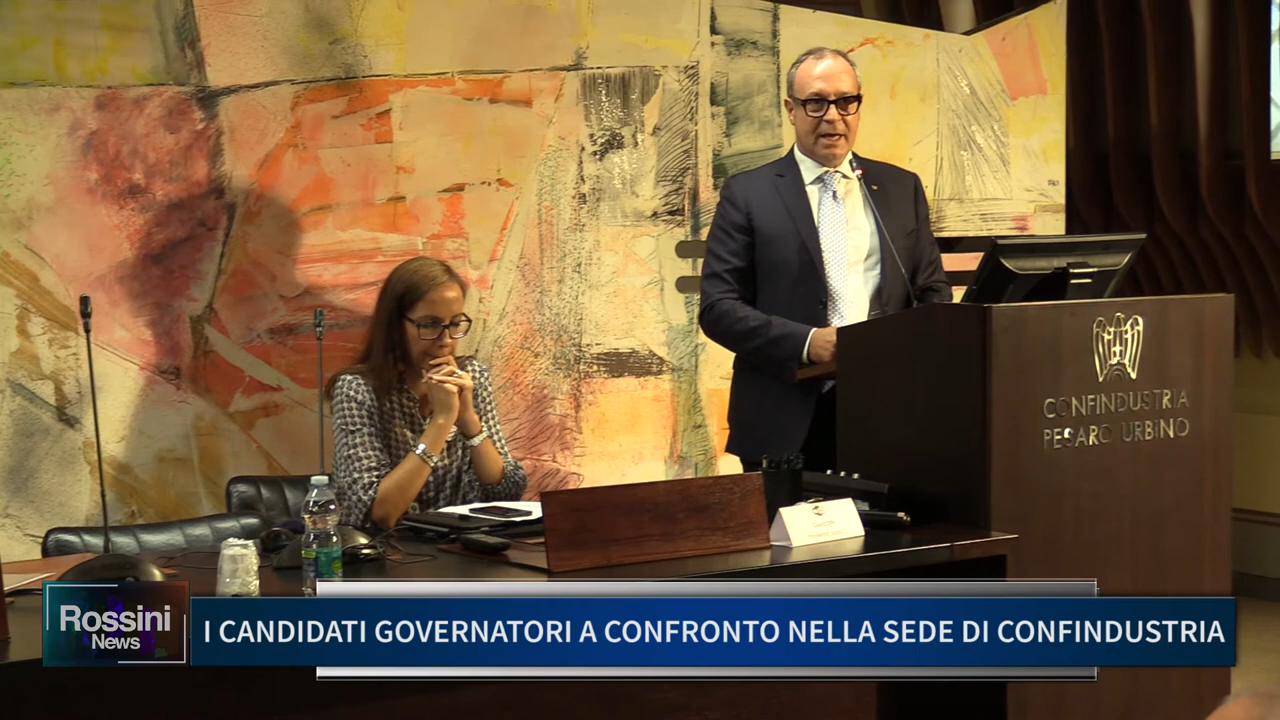 CONFINDUSTRIA
PESARO URBINO
Rossini
News
I CANDIDATI GOVERNATORI A CONFRONTO NELLA SEDE DI CONFINDUSTRIA